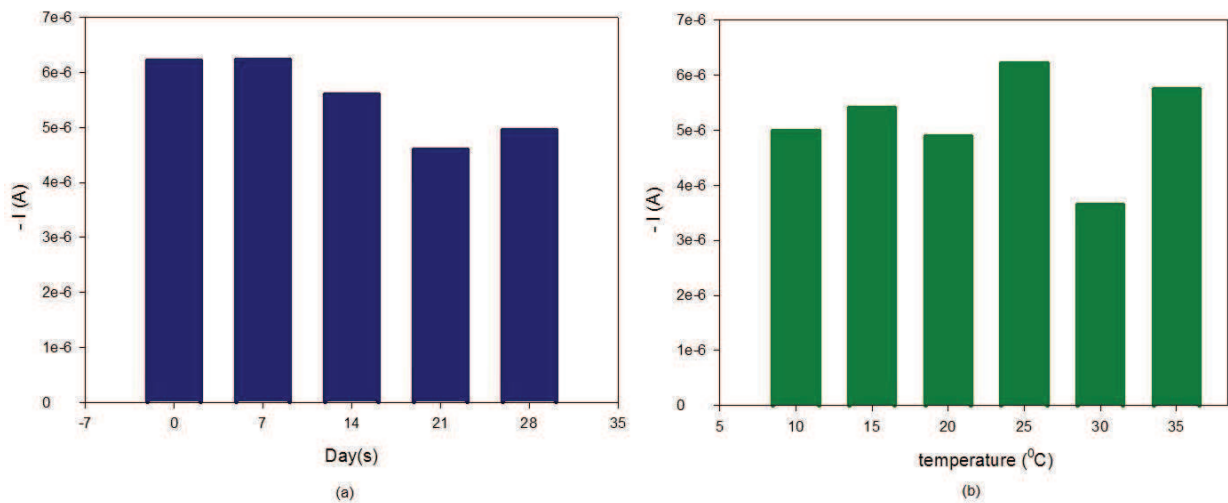 7e-6
6e-6
5e-6
4e-6
3e-6
2e-6
1e-6
0
- I (A)
-7 0 7 14 21 28 35
Day(s)
(a)
7e-6
6e-6
5e-6
4e-6
3e-6
2e-6
1e-6
0
- I (A)
5 10 15 20 25 30 35
temperature (⁰C)
(b)